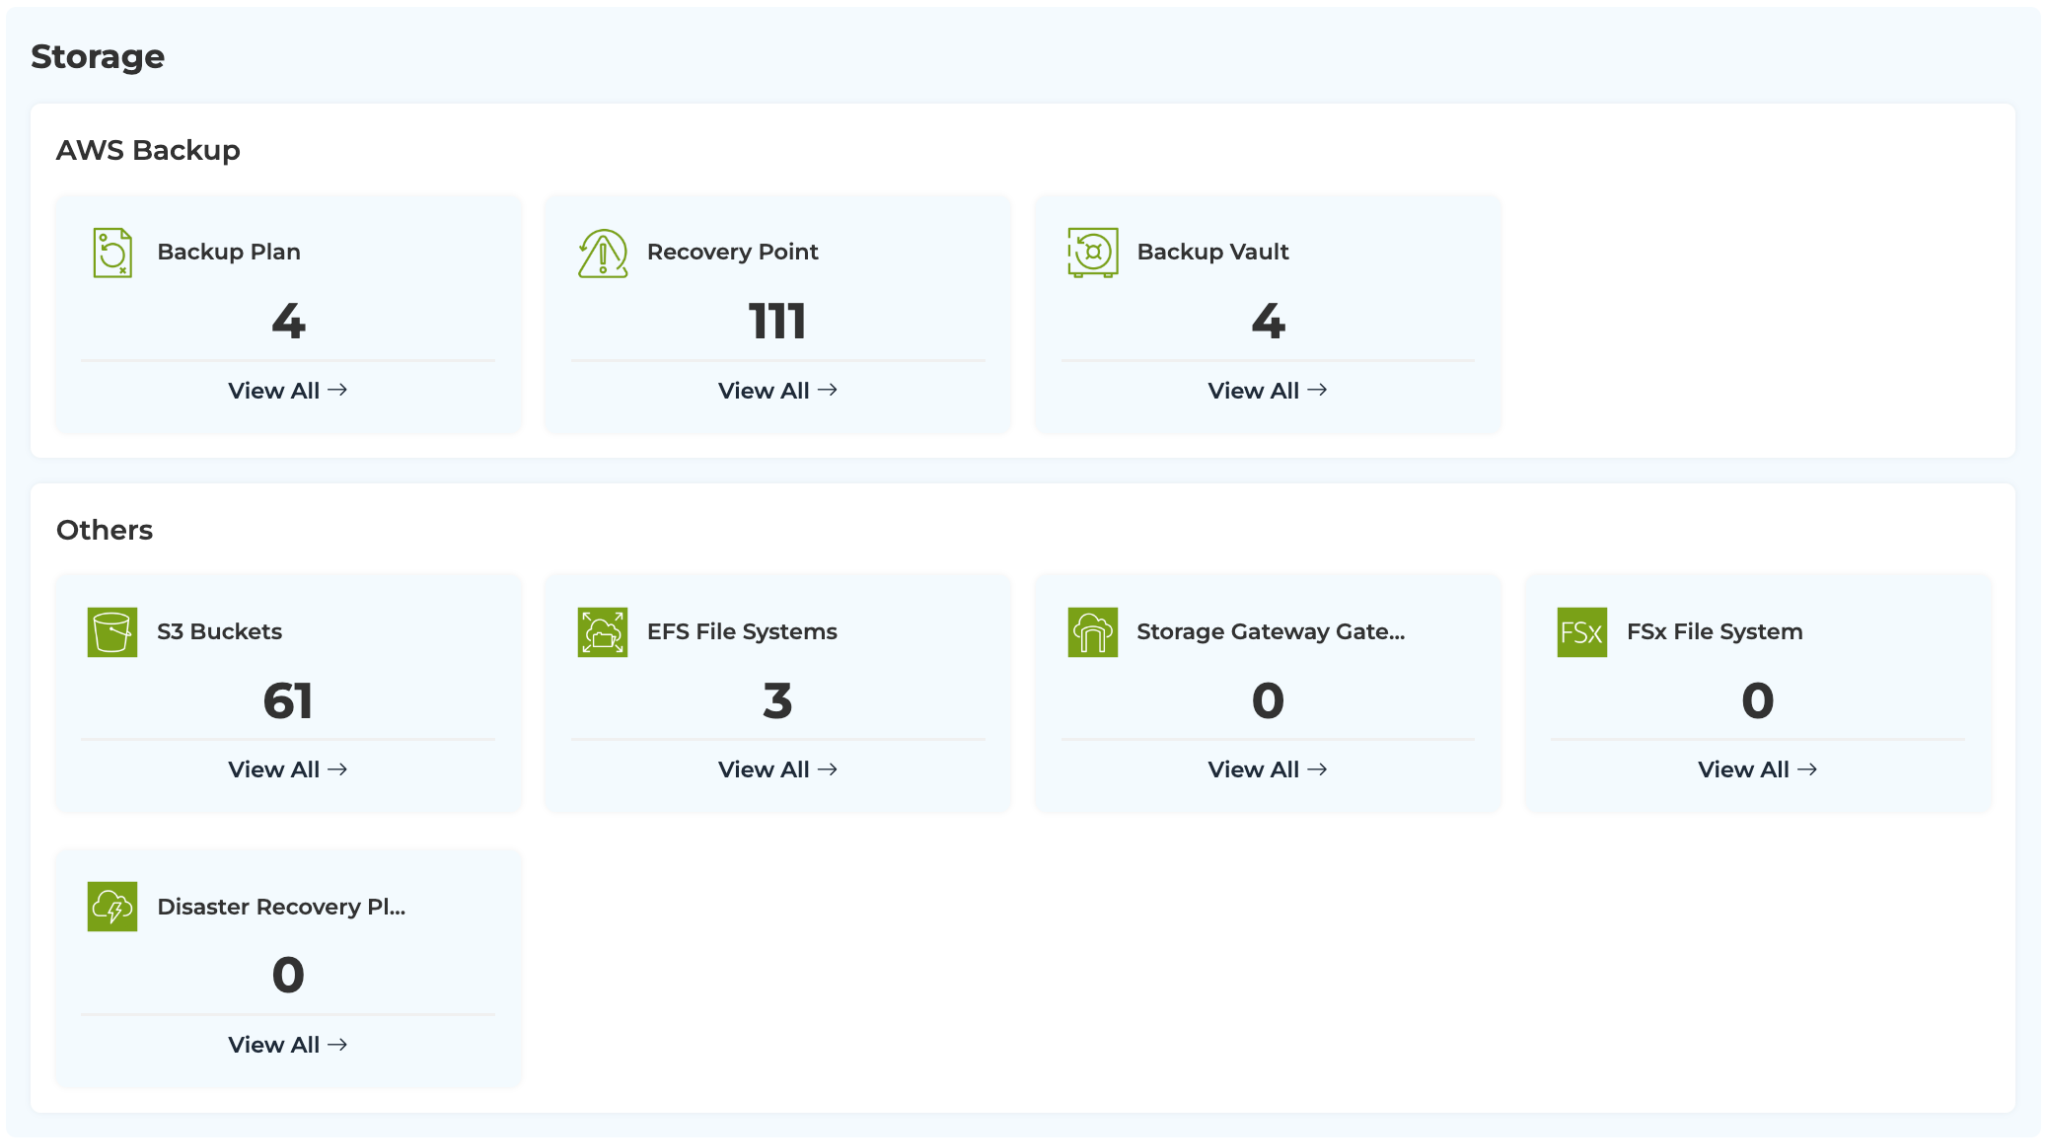 Storage
AWS Backup
Backup Plan
4
View All →
Recovery Point
111
View All →
Backup Vault
4
View All →
Others
S3 Buckets
61
View All →
EFS File Systems
3
View All →
Storage Gateway Gate...
0
View All →
FSx
FSx File System
0
View All →
Disaster Recovery Pl...
0
View All →